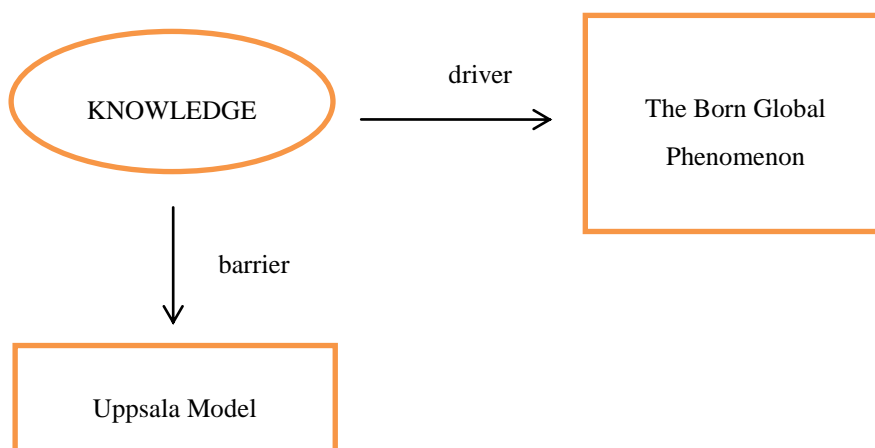 driver
KNOWLEDGE
The Born Global
Phenomenon
barrier
Uppsala Model